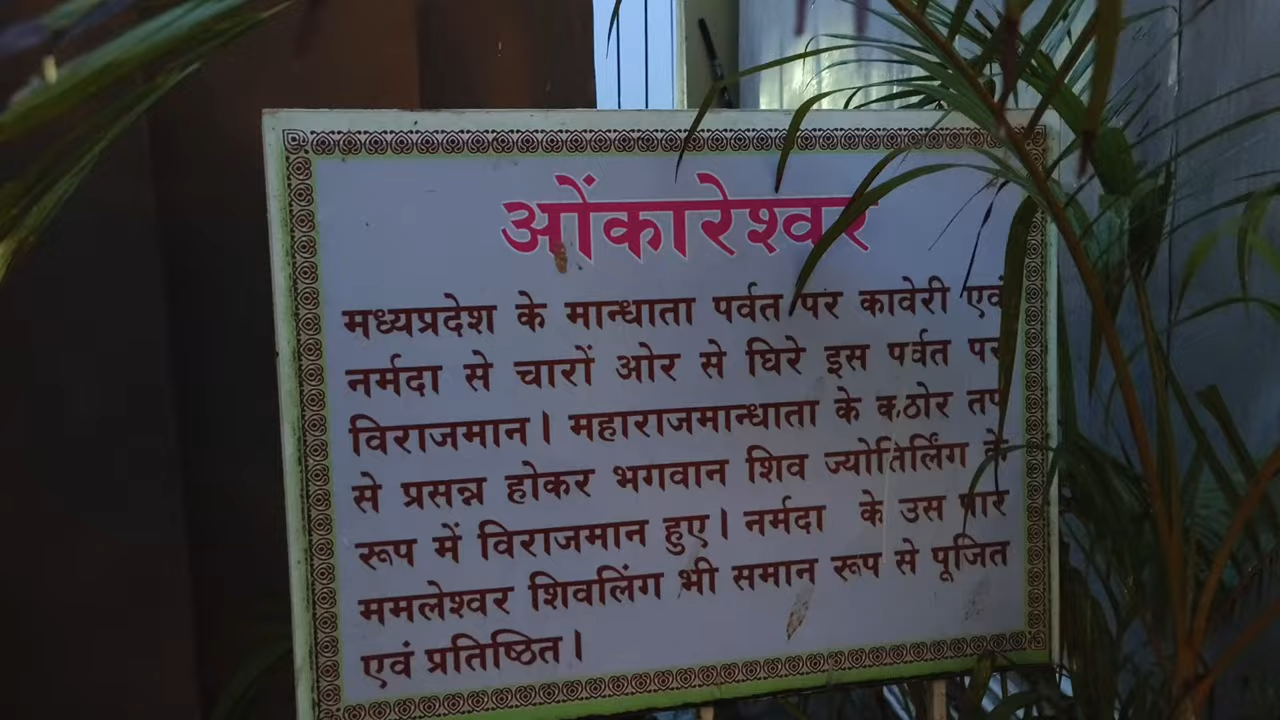 ओंकारेश्वर
मध्यप्रदेश के मान्धाता पर्वत पर कावेरी एवं
नर्मदा से चारों ओर से घिरे इस पर्वत पर
विराजमान। महाराजमान्धाता के कठोर तप
से प्रसन्न होकर भगवान शिव ज्योतिर्लिंग के
रूप में विराजमान हुए। नर्मदा के उस पार
ममलेश्वर शिवलिंग भी समान रूप से पूजित
एवं प्रतिष्ठित।